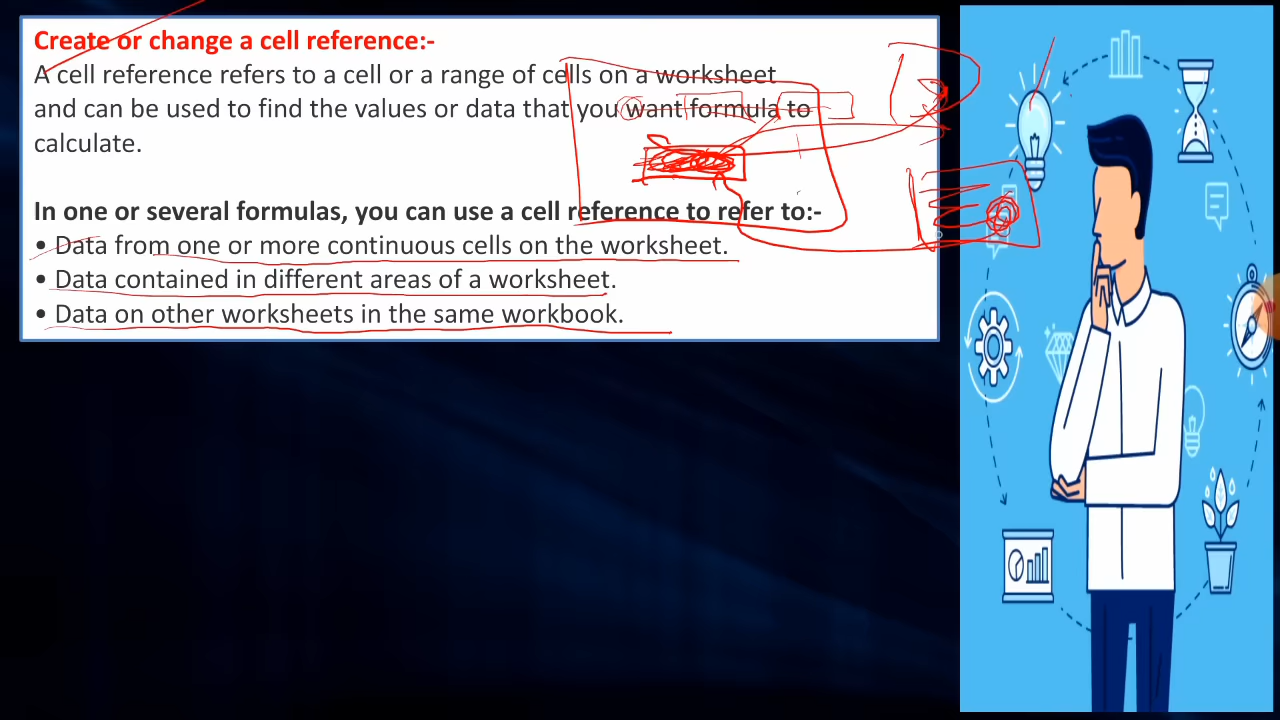 Create or change a cell reference:-
A cell reference refers to a cell or a range of cells on a worksheet
and can be used to find the values or data that you want formula to
calculate.
In one or several formulas, you can use a cell reference to refer to:-
• Data from one or more continuous cells on the worksheet.
• Data contained in different areas of a worksheet.
• Data on other worksheets in the same workbook.